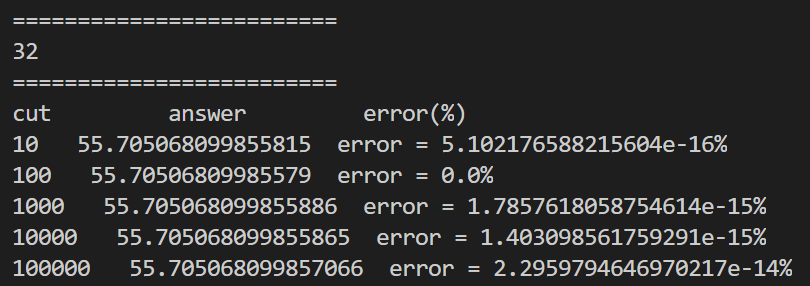 =========================
32
=========================
cut         answer         error(%)
10   55.705068099855815  error = 5.102176588215604e-16%
100   55.70506809985579  error = 0.0%
1000   55.705068099855886  error = 1.7857618058754614e-15%
10000   55.705068099855865  error = 1.403098561759291e-15%
100000   55.705068099857066  error = 2.2959794646970217e-14%